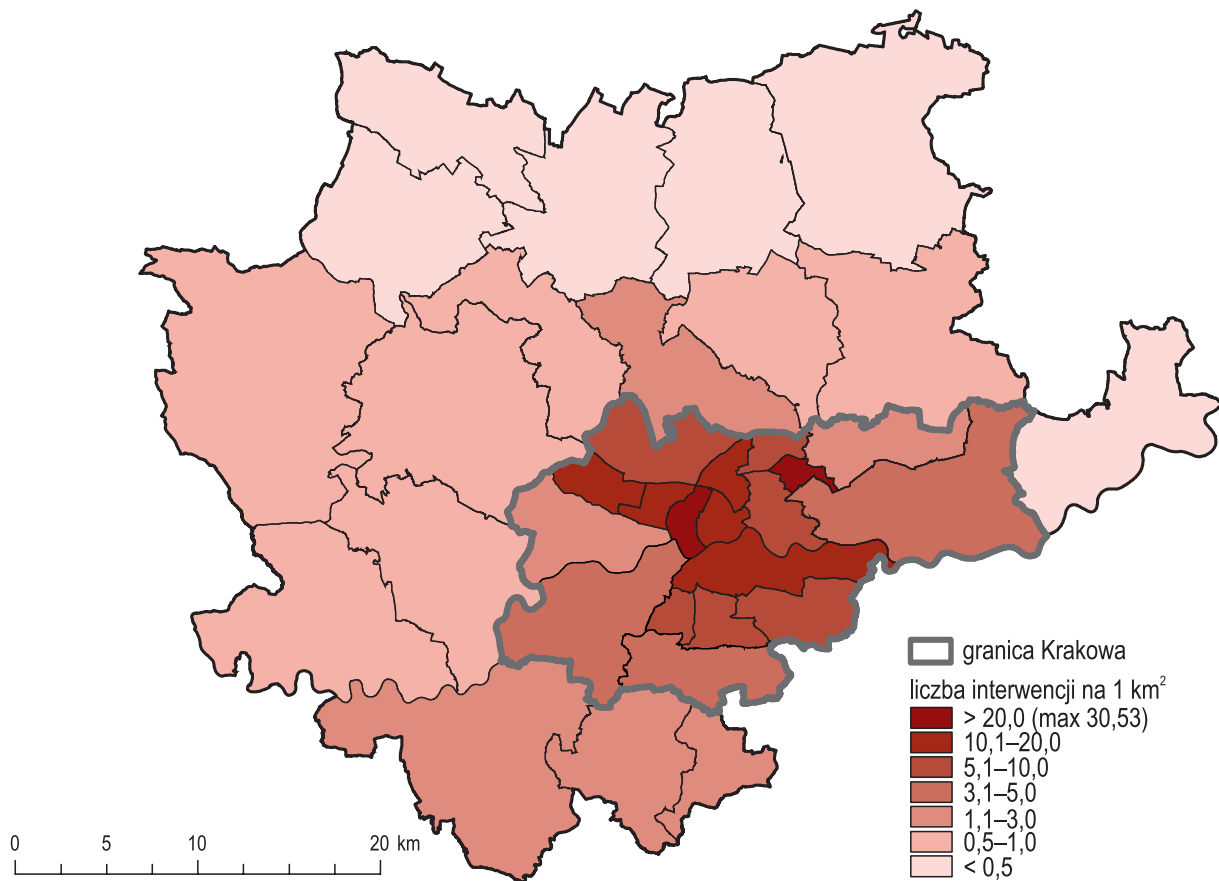 granica Krakowa
liczba interwencji na 1 km²
> 20,0 (max 30,53)
10,1–20,0
5,1–10,0
3,1–5,0
1,1–3,0
0,5–1,0
< 0,5
0 5 10 20 km